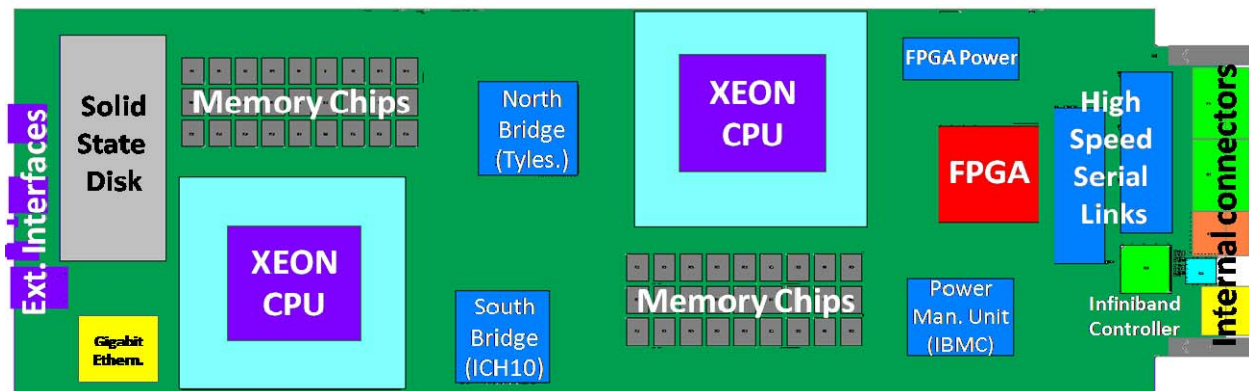 Ext. Interfaces
Solid
State
Disk
Gigabit
Ethern.
Memory Chips
XEON
CPU
North
Bridge
(Tyles.)
South
Bridge
(ICH10)
XEON
CPU
Memory Chips
FPGA Power
FPGA
Power
Man. Unit
(IBMC)
High
Speed
Serial
Links
Infiniband
Controller
Internal connectors